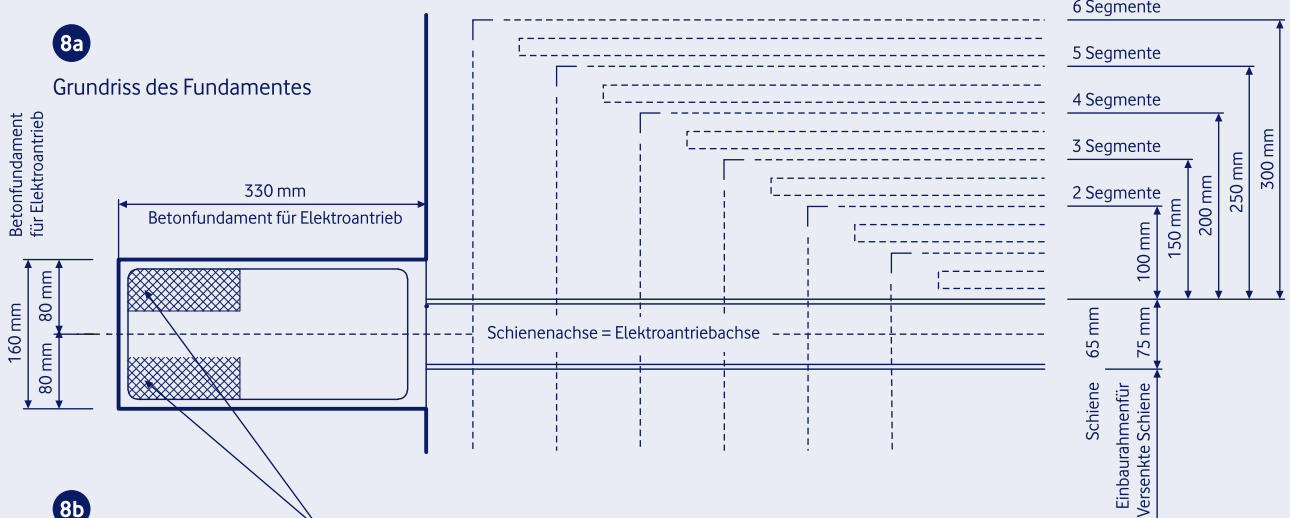 8a
Grundriss des Fundamentes
Betonfundament
für Elektroantrieb
330 mm
Betonfundament für Elektroantrieb
160 mm
80 mm
80 mm
Schienenachse = Elektroantriebachse
6 Segmente
5 Segmente
4 Segmente
3 Segmente
2 Segmente
100 mm
150 mm
200 mm
250 mm
300 mm
65 mm
75 mm
Schiene
Einbaurahmenfür
Versenkte Schiene
8b